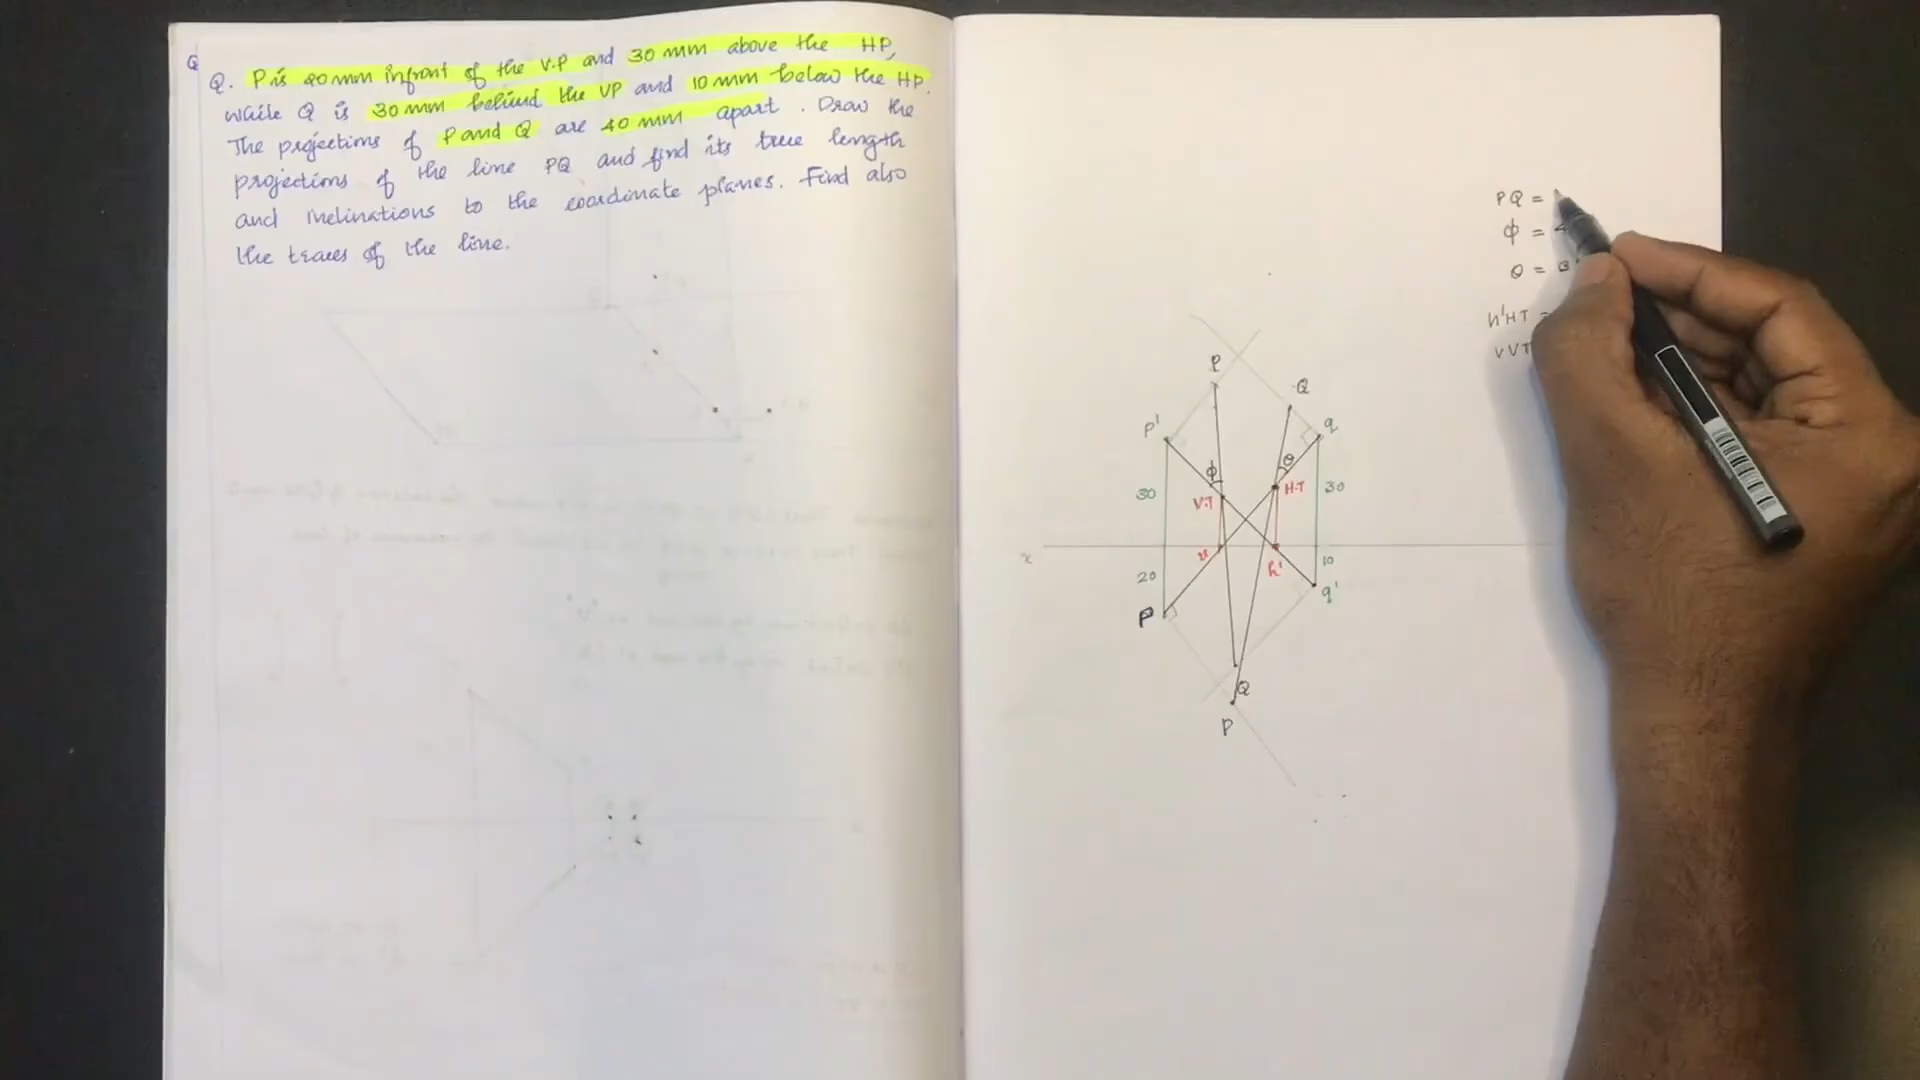 Q
Q. P is 20 mm infront of the V.P and 30 mm above the HP,
while Q is 30 mm behind the VP and 10 mm below the HP.
The projections of P and Q are 40 mm apart. Draw the
projections of the line PQ and find its true length
and inclinations to the coordinate planes. Find also
the traces of the line.
PQ =
φ =
θ = 3
h'HT =
VVT
P
Q
p'
q
φ
θ
30
V.T
H.T
30
x
v
h'
10
20
q'
P
Q
P